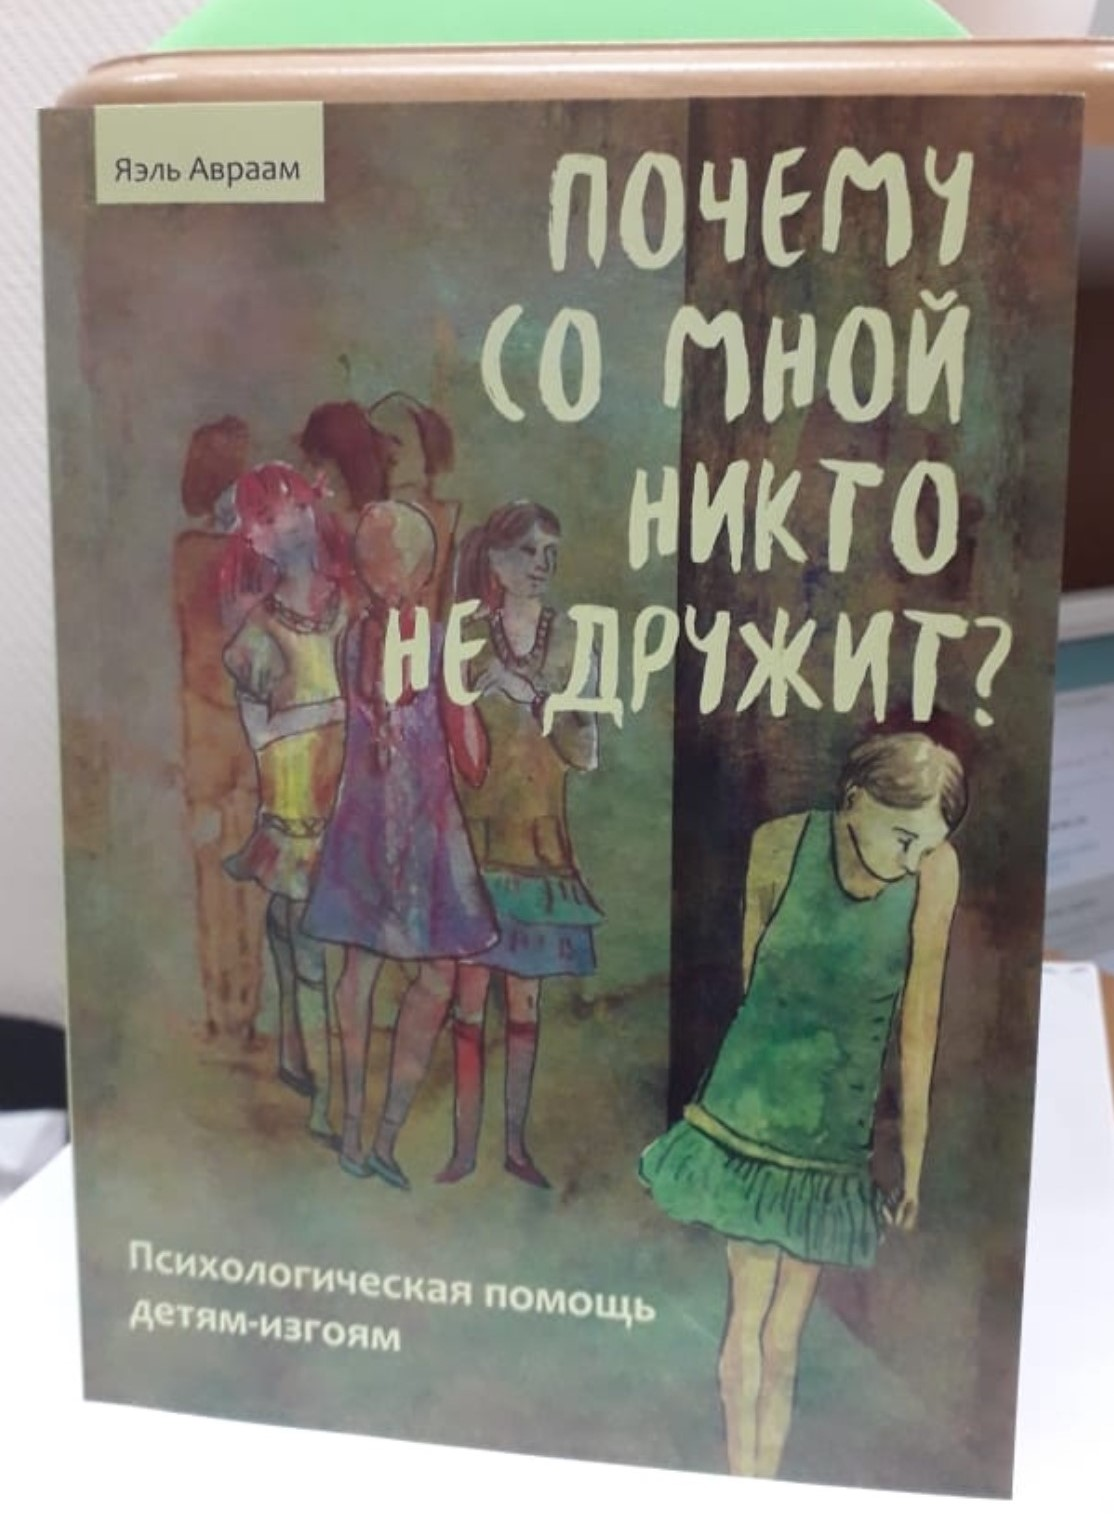 Яэль Авраам
ПОЧЕМУ
СО МНОЙ
НИКТО
НЕ ДРУЖИТ?
Психологическая помощь
детям-изгоям